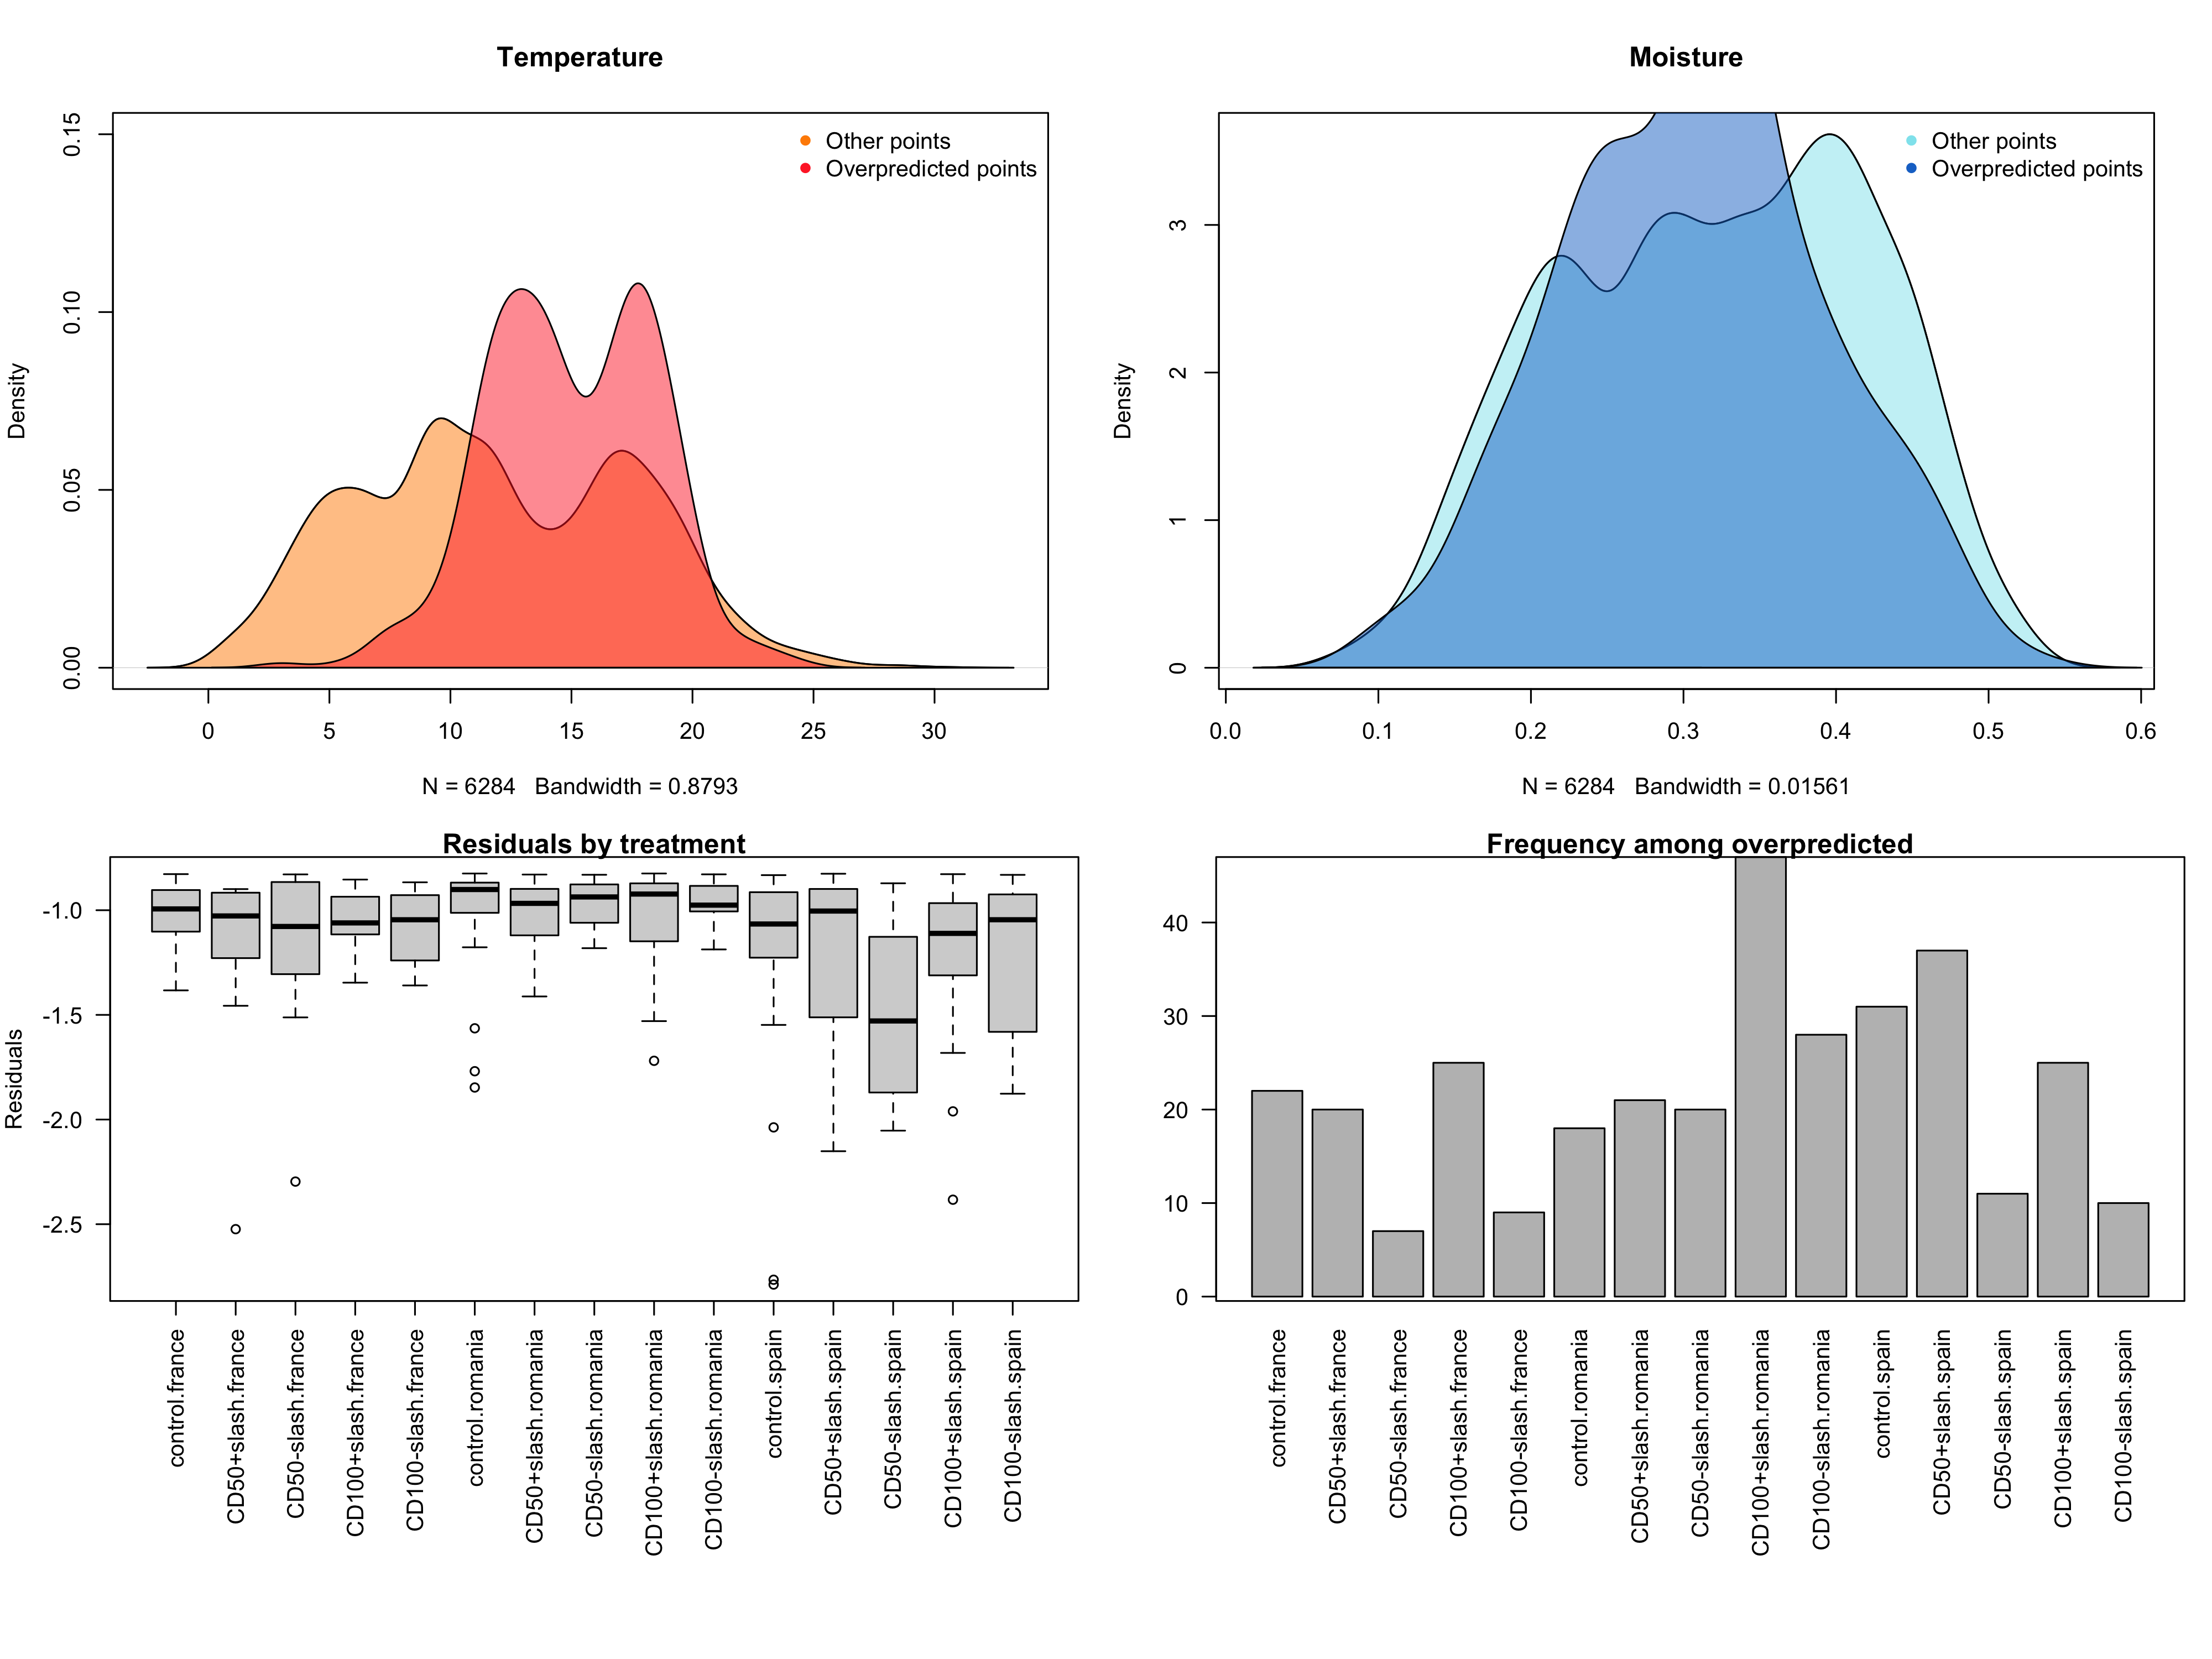 Temperature
0.15
0.10
0.05
0.00
Density
Other points
Overpredicted points
0 5 10 15 20 25 30
N = 6284 Bandwidth = 0.8793
Moisture
3
2
1
0
Density
Other points
Overpredicted points
0.0 0.1 0.2 0.3 0.4 0.5 0.6
N = 6284 Bandwidth = 0.01561
Residuals by treatment
-1.0
-1.5
-2.0
-2.5
Residuals
control.france
CD50+slash.france
CD50-slash.france
CD100+slash.france
CD100-slash.france
control.romania
CD50+slash.romania
CD50-slash.romania
CD100+slash.romania
CD100-slash.romania
control.spain
CD50+slash.spain
CD50-slash.spain
CD100+slash.spain
CD100-slash.spain
Frequency among overpredicted
40
30
20
10
0
control.france
CD50+slash.france
CD50-slash.france
CD100+slash.france
CD100-slash.france
control.romania
CD50+slash.romania
CD50-slash.romania
CD100+slash.romania
CD100-slash.romania
control.spain
CD50+slash.spain
CD50-slash.spain
CD100+slash.spain
CD100-slash.spain